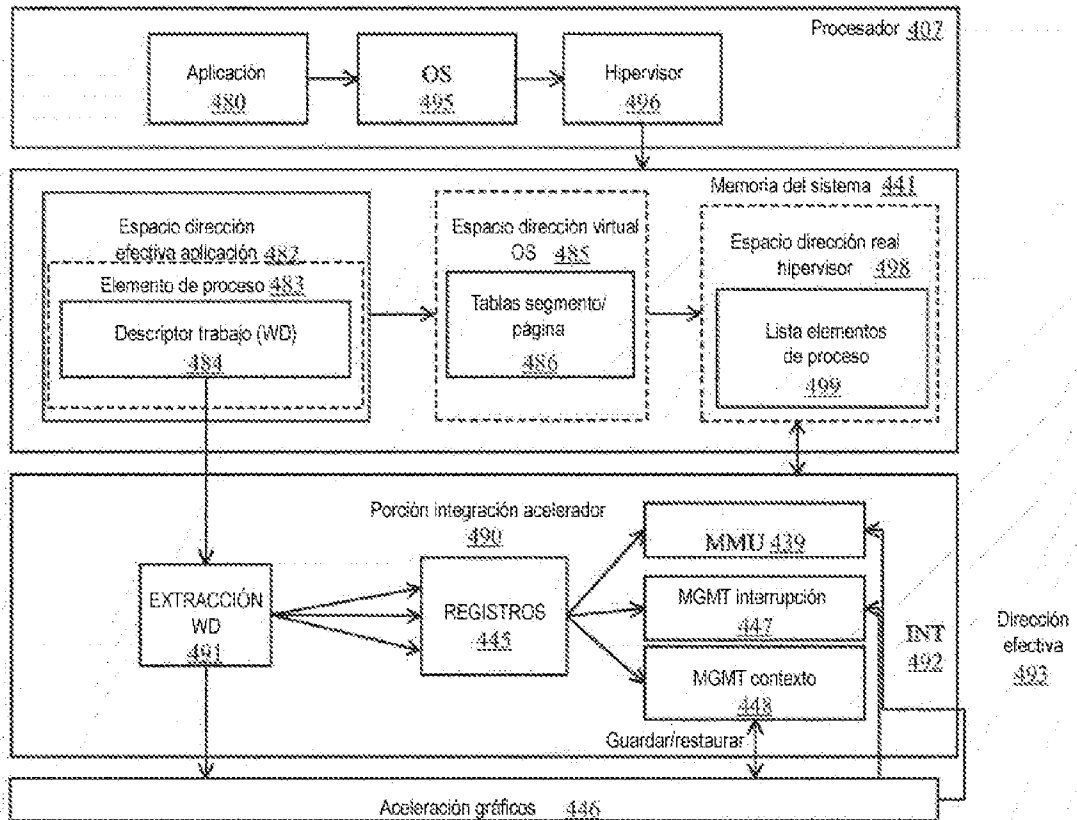 Procesador 407
Aplicación
480
OS
495
Hipervisor
496
Memoria del sistema 441
Espacio dirección
efectiva aplicación 482
Elemento de proceso 483
Descriptor trabajo (WD)
484
Espacio dirección virtual
OS 485
Tablas segmento/
página
486
Espacio dirección real
hipervisor 498
Lista elementos
de proceso
499
Porción integración acelerador
490
EXTRACCIÓN
WD
491
REGISTROS
445
MMU 439
MGMT interrupción
447
MGMT contexto
448
INT
492
Dirección
efectiva
493
Guardar/restaurar
Aceleración gráficos 446